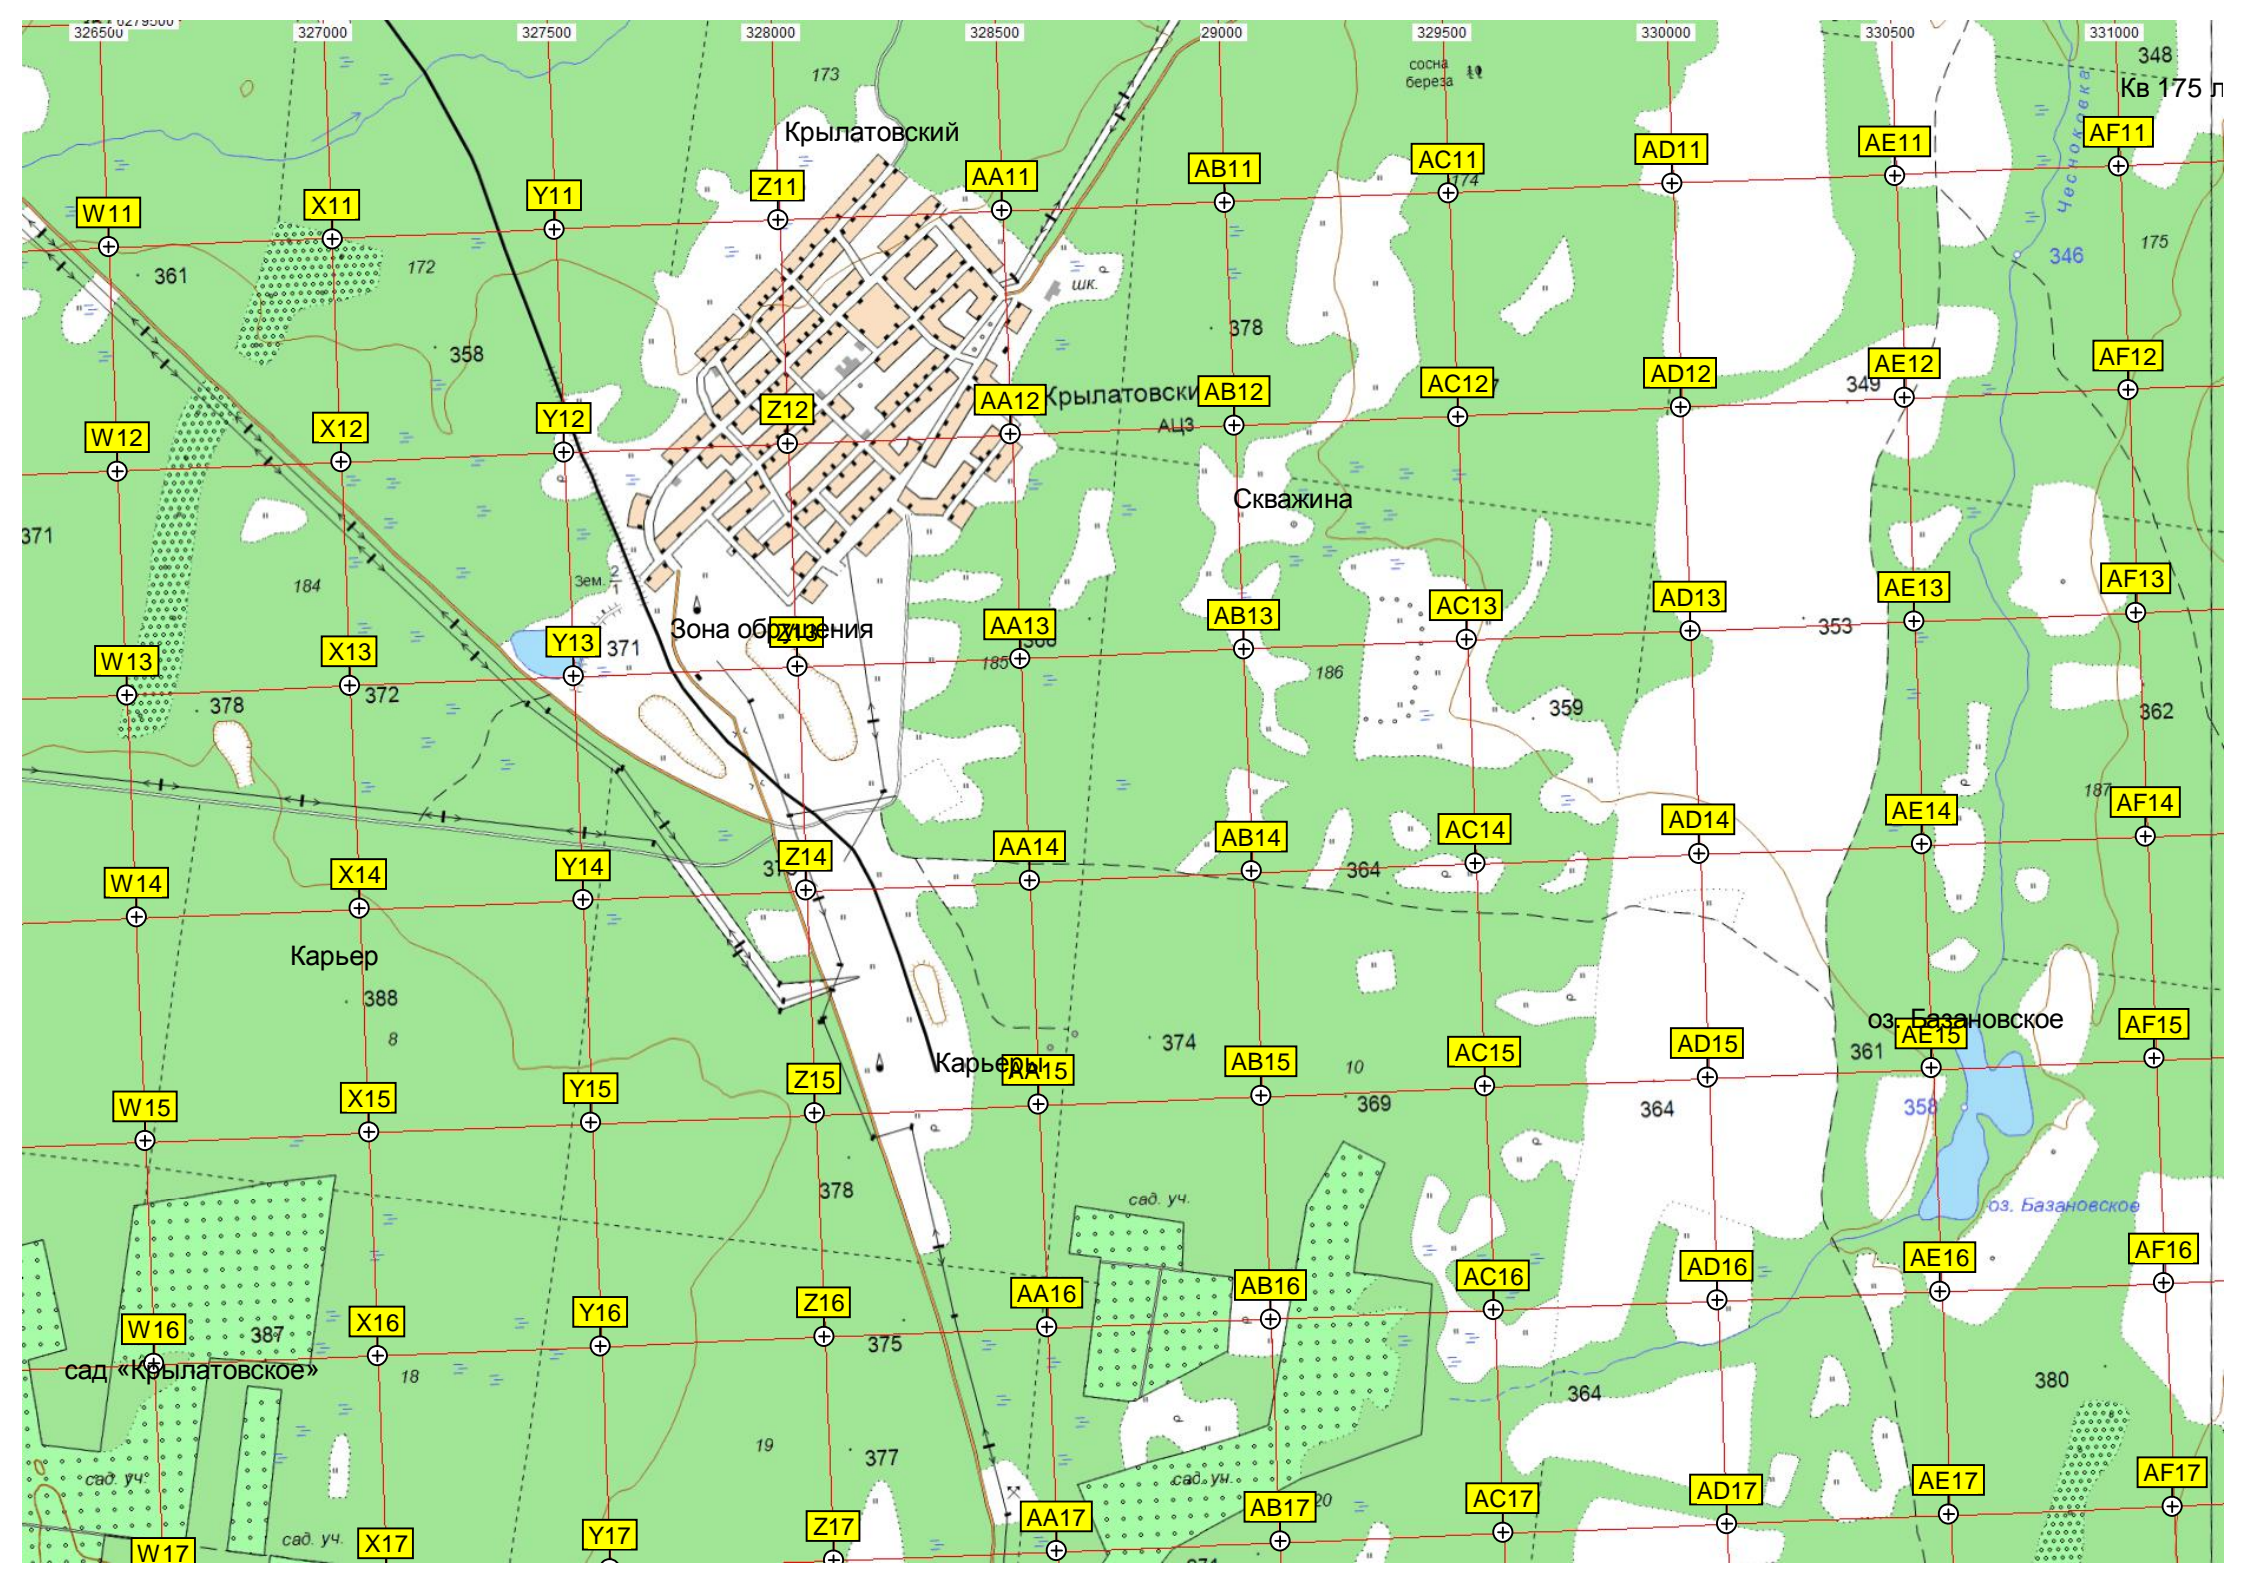 6279500
326500 327000 327500 328000 328500 29000 329500 330000 330500 331000
348
173
сосна
береза
Кв 175 л
Чесноковка
Крылатовский
W11 X11 Y11 Z11 AA11 AB11 AC11 AD11 AE11 AF11
174
361
172
175
346
шк.
378
358
W12 X12 Y12 Z12 AA12 AB12 AC12 AD12 AE12 AF12
349
Крылатовски
АЦЗ
Скважина
371
184
Зем. 2
1
W13 X13 Y13 Z13 AA13 AB13 AC13 AD13 AE13 AF13
Зона обрушения
371
353
185
186
372
378
359
362
187
W14 X14 Y14 Z14 AA14 AB14 AC14 AD14 AE14 AF14
364
Карьер
388
8
374
оз. Базановское
361
Карьеры
W15 X15 Y15 Z15 AA15 AB15 AC15 AD15 AE15 AF15
10
369
364
358
378
сад. уч.
оз. Базановское
W16 X16 Y16 Z16 AA16 AB16 AC16 AD16 AE16 AF16
387
375
сад «Крылатовское»
18
364
380
19
377
сад. уч.
сад. уч.
20
W17 X17 Y17 Z17 AA17 AB17 AC17 AD17 AE17 AF17
сад. уч.